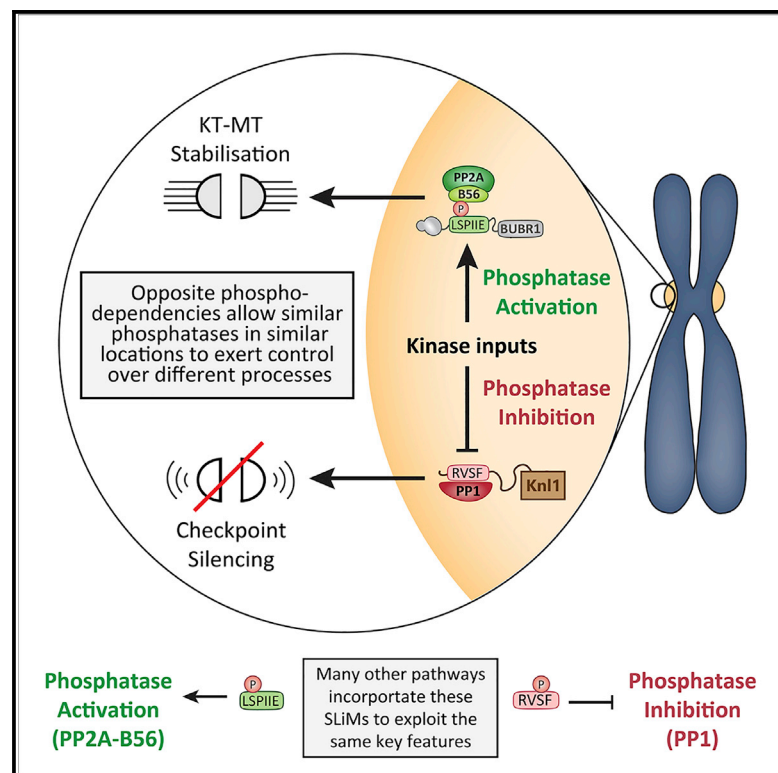 KT-MT
Stabilisation
PP2A
B56
P
LSPIIE
BUBR1
Phosphatase
Activation
Opposite phospho-
dependencies allow similar
phosphatases in similar
locations to exert control
over different processes
Kinase inputs
Phosphatase
Inhibition
RVSF
PP1
Knl1
Checkpoint
Silencing
Phosphatase
Activation
(PP2A-B56)
P
LSPIIE
Many other pathways
incorportate these
SLiMs to exploit the
same key features
P
RVSF
Phosphatase
Inhibition
(PP1)